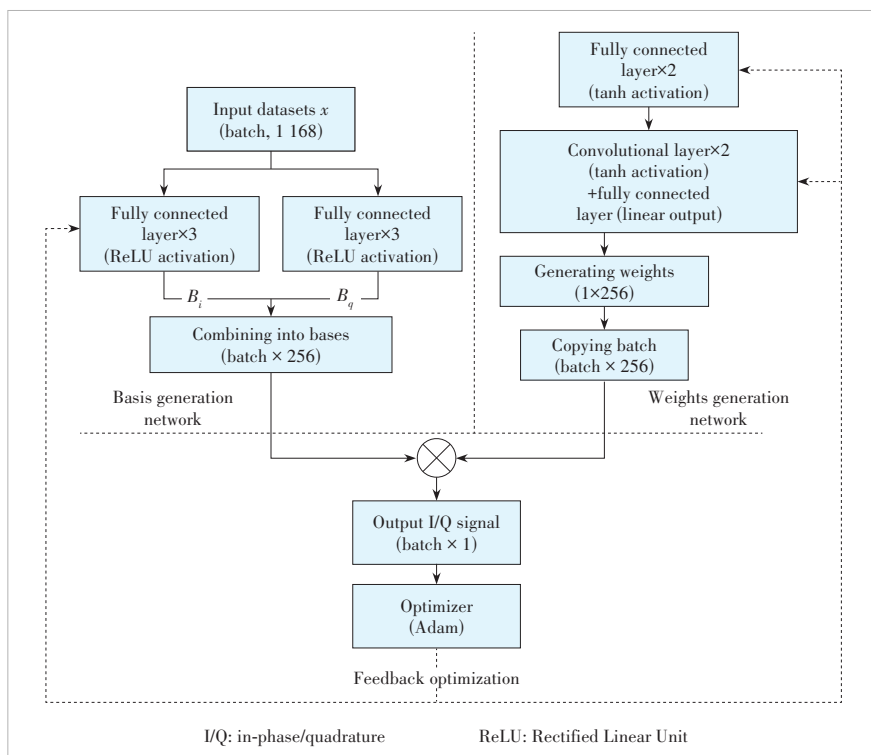 Input datasets x
(batch, 1 168)
Fully connected
layer×3
(ReLU activation)
Fully connected
layer×3
(ReLU activation)
B_i
B_q
Combining into bases
(batch × 256)
Basis generation
network
Fully connected
layer×2
(tanh activation)
Convolutional layer×2
(tanh activation)
+fully connected
layer (linear output)
Generating weights
(1×256)
Copying batch
(batch × 256)
Weights generation
network
Output I/Q signal
(batch × 1)
Optimizer
(Adam)
Feedback optimization
I/Q: in-phase/quadrature
ReLU: Rectified Linear Unit